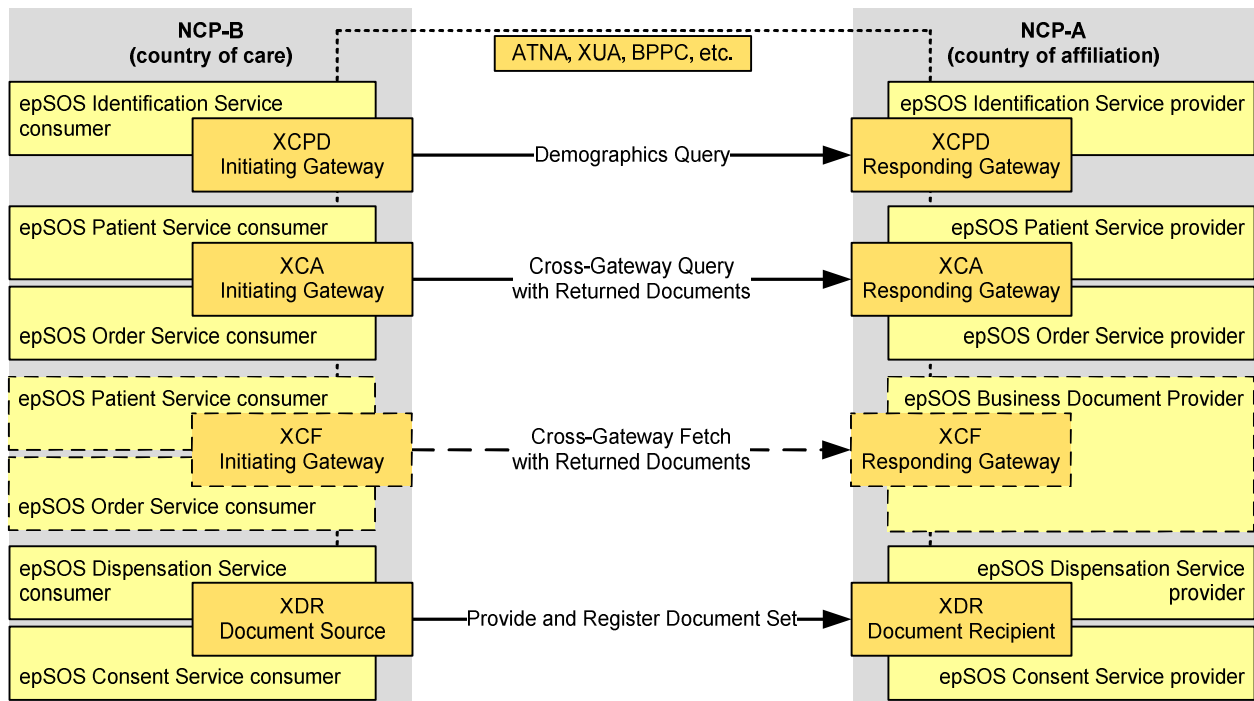 NCP-B
(country of care)
NCP-A
(country of affiliation)
ATNA, XUA, BPPC, etc.
epSOS Identification Service
consumer
XCPD
Initiating Gateway
Demographics Query
epSOS Identification Service provider
XCPD
Responding Gateway
epSOS Patient Service consumer
XCA
Initiating Gateway
epSOS Order Service consumer
Cross-Gateway Query
with Returned Documents
epSOS Patient Service provider
XCA
Responding Gateway
epSOS Order Service provider
epSOS Patient Service consumer
XCF
Initiating Gateway
epSOS Order Service consumer
Cross-Gateway Fetch
with Returned Documents
epSOS Business Document Provider
XCF
Responding Gateway
epSOS Dispensation Service
consumer
XDR
Document Source
epSOS Consent Service consumer
Provide and Register Document Set
epSOS Dispensation Service
provider
XDR
Document Recipient
epSOS Consent Service provider